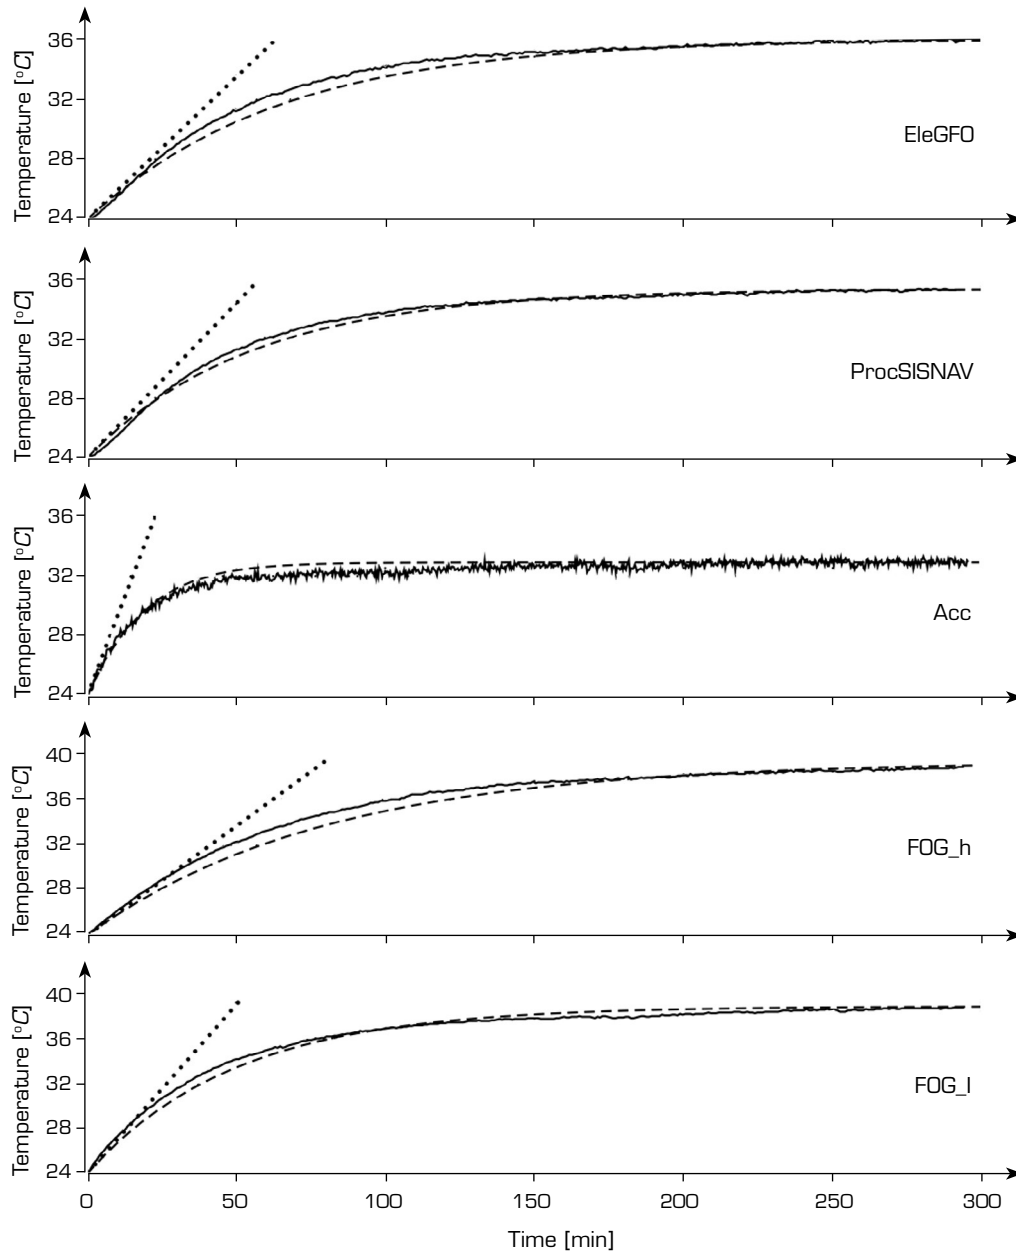 36
32
28
24
Temperature [°C]
EleGFO
36
32
28
24
Temperature [°C]
ProcSISNAV
36
32
28
24
Temperature [°C]
Acc
40
36
32
28
24
Temperature [°C]
FOG_h
40
36
32
28
24
Temperature [°C]
FOG_l
0 50 100 150 200 250 300
Time [min]